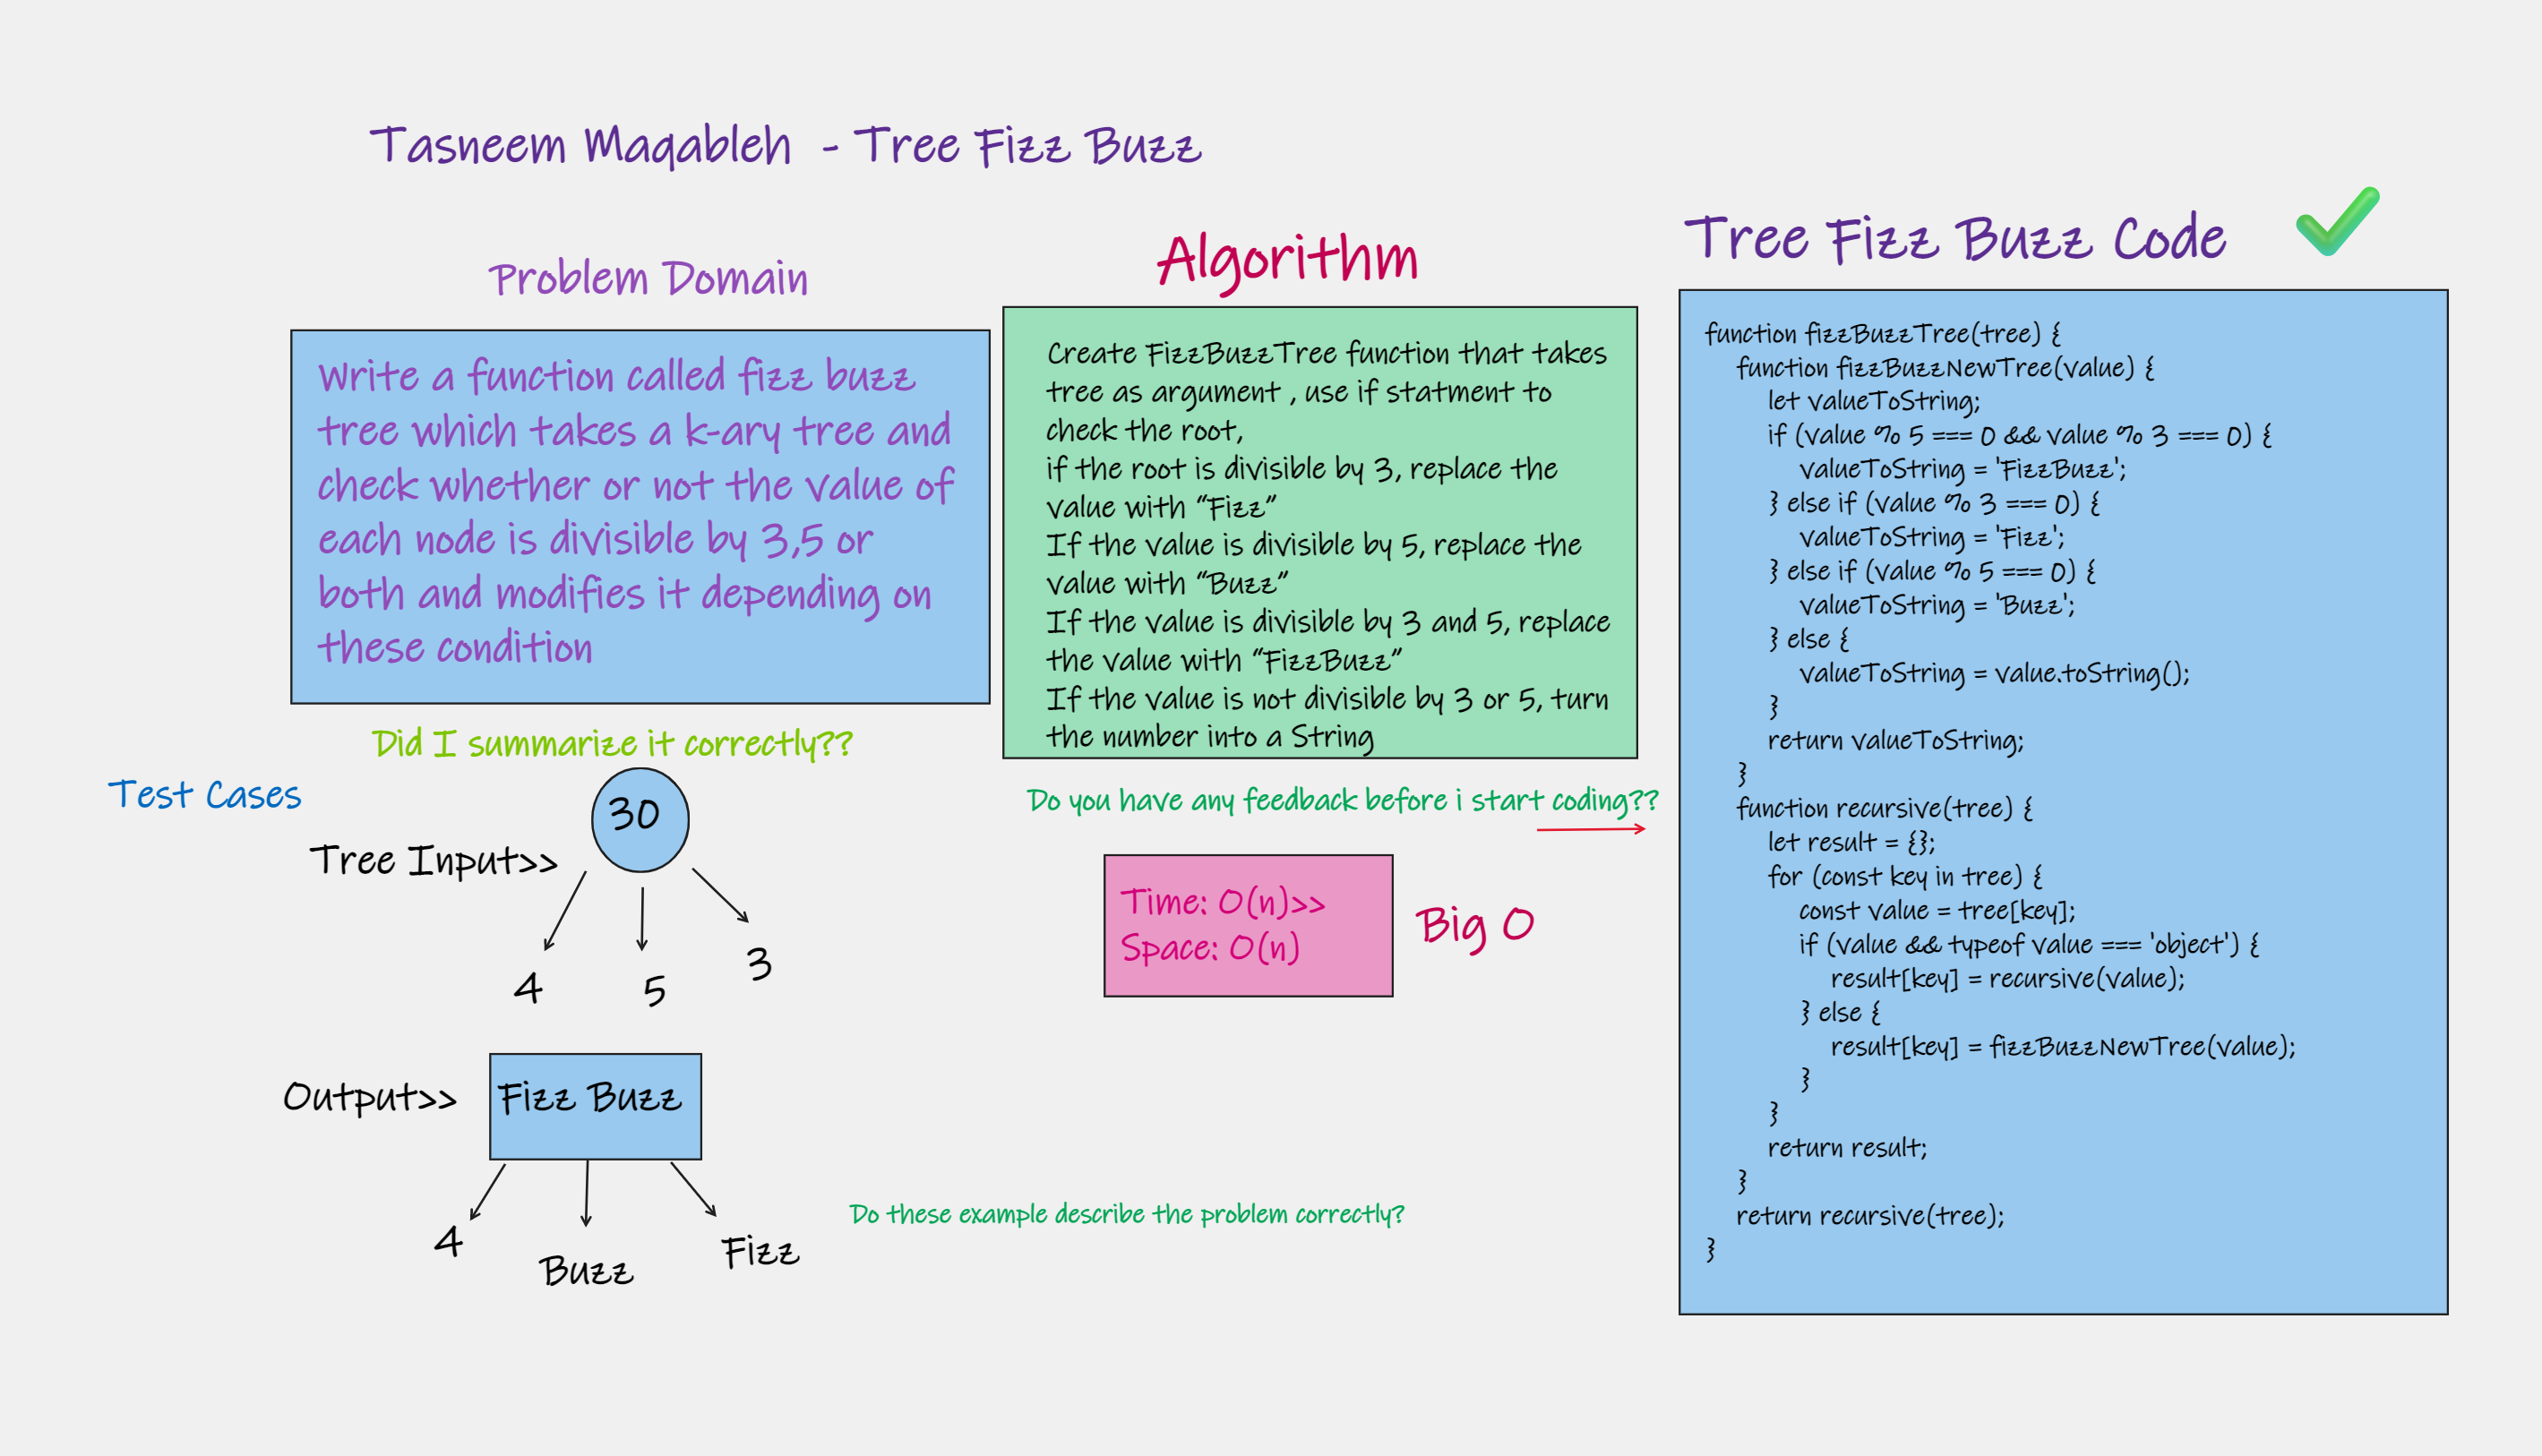 Tasneem Maqableh - Tree Fizz Buzz
Problem Domain
Write a function called fizz buzz
tree which takes a k-ary tree and
check whether or not the value of
each node is divisible by 3,5 or
both and modifies it depending on
these condition
Did I summarize it correctly??
Test Cases
Tree Input>>
30
4
5
3
Output>>
Fizz Buzz
4
Buzz
Fizz
Do these example describe the problem correctly?
Algorithm
Create FizzBuzzTree function that takes
tree as argument , use if statment to
check the root,
if the root is divisible by 3, replace the
value with “Fizz”
If the value is divisible by 5, replace the
value with “Buzz”
If the value is divisible by 3 and 5, replace
the value with “FizzBuzz”
If the value is not divisible by 3 or 5, turn
the number into a String
Do you have any feedback before i start coding??
Time: O(n)>>
Space: O(n)
Big O
Tree Fizz Buzz Code
function fizzBuzzTree(tree) {
function fizzBuzzNewTree(value) {
let valueToString;
if (value % 5 === 0 && value % 3 === 0) {
valueToString = 'FizzBuzz';
} else if (value % 3 === 0) {
valueToString = 'Fizz';
} else if (value % 5 === 0) {
valueToString = 'Buzz';
} else {
valueToString = value.toString();
}
return valueToString;
}
function recursive(tree) {
let result = {};
for (const key in tree) {
const value = tree[key];
if (value && typeof value === 'object') {
result[key] = recursive(value);
} else {
result[key] = fizzBuzzNewTree(value);
}
}
return result;
}
return recursive(tree);
}